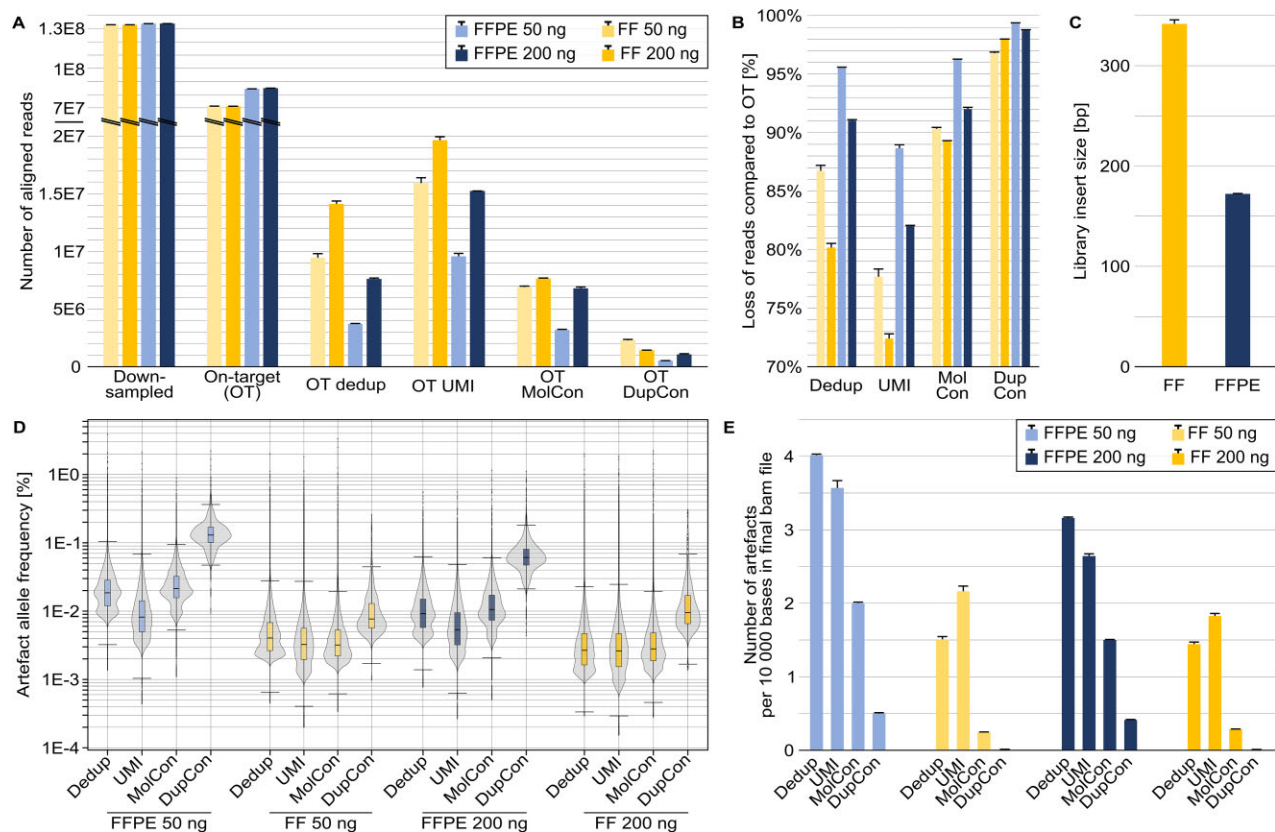 A
Number of aligned reads
1.3E8
1E8
7E7
2E7
1.5E7
1E7
5E6
0
FFPE 50 ng
FF 50 ng
FFPE 200 ng
FF 200 ng
Down-
sampled
On-target
(OT)
OT dedup
OT UMI
OT
MolCon
OT
DupCon
B
Loss of reads compared to OT [%]
100%
95%
90%
85%
80%
75%
70%
Dedup
UMI
Mol
Con
Dup
Con
C
Library insert size [bp]
300
200
100
0
FF
FFPE
D
Artefact allele frequency [%]
1E0
1E-1
1E-2
1E-3
1E-4
Dedup
UMI
MolCon
DupCon
Dedup
UMI
MolCon
DupCon
Dedup
UMI
MolCon
DupCon
Dedup
UMI
MolCon
DupCon
FFPE 50 ng
FF 50 ng
FFPE 200 ng
FF 200 ng
E
Number of artefacts
per 10 000 bases in final bam file
4
3
2
1
0
FFPE 50 ng
FF 50 ng
FFPE 200 ng
FF 200 ng
Dedup
UMI
MolCon
DupCon
Dedup
UMI
MolCon
DupCon
Dedup
UMI
MolCon
DupCon
Dedup
UMI
MolCon
DupCon